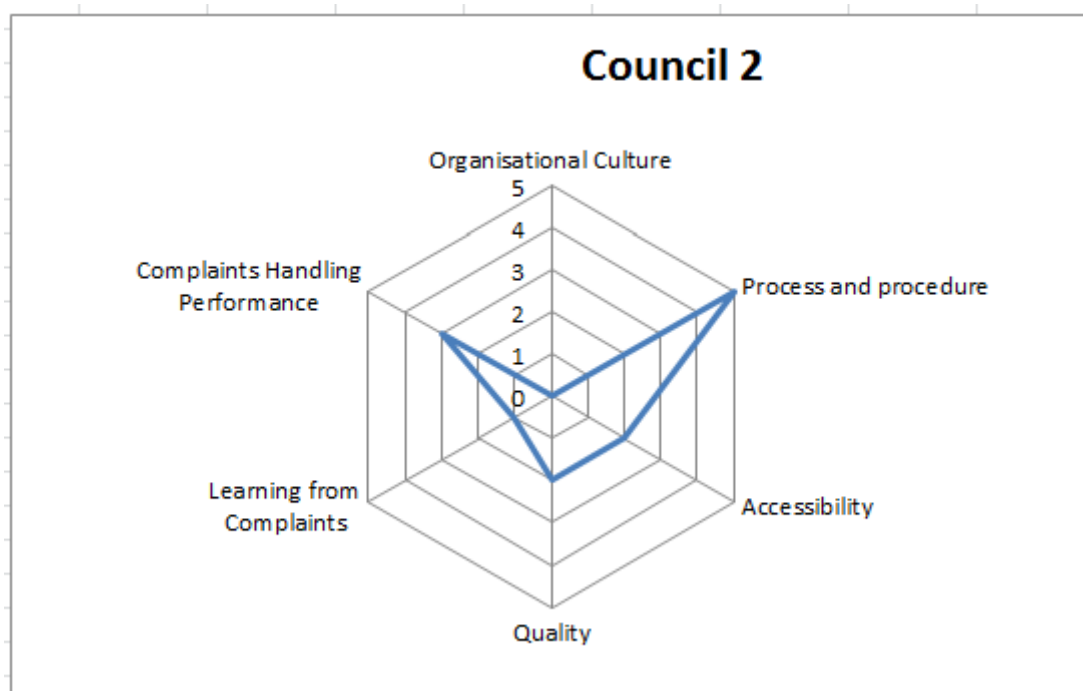 Council 2
Organisational Culture
5
4
3
2
1
0
Complaints Handling
Performance
Process and procedure
Learning from
Complaints
Accessibility
Quality